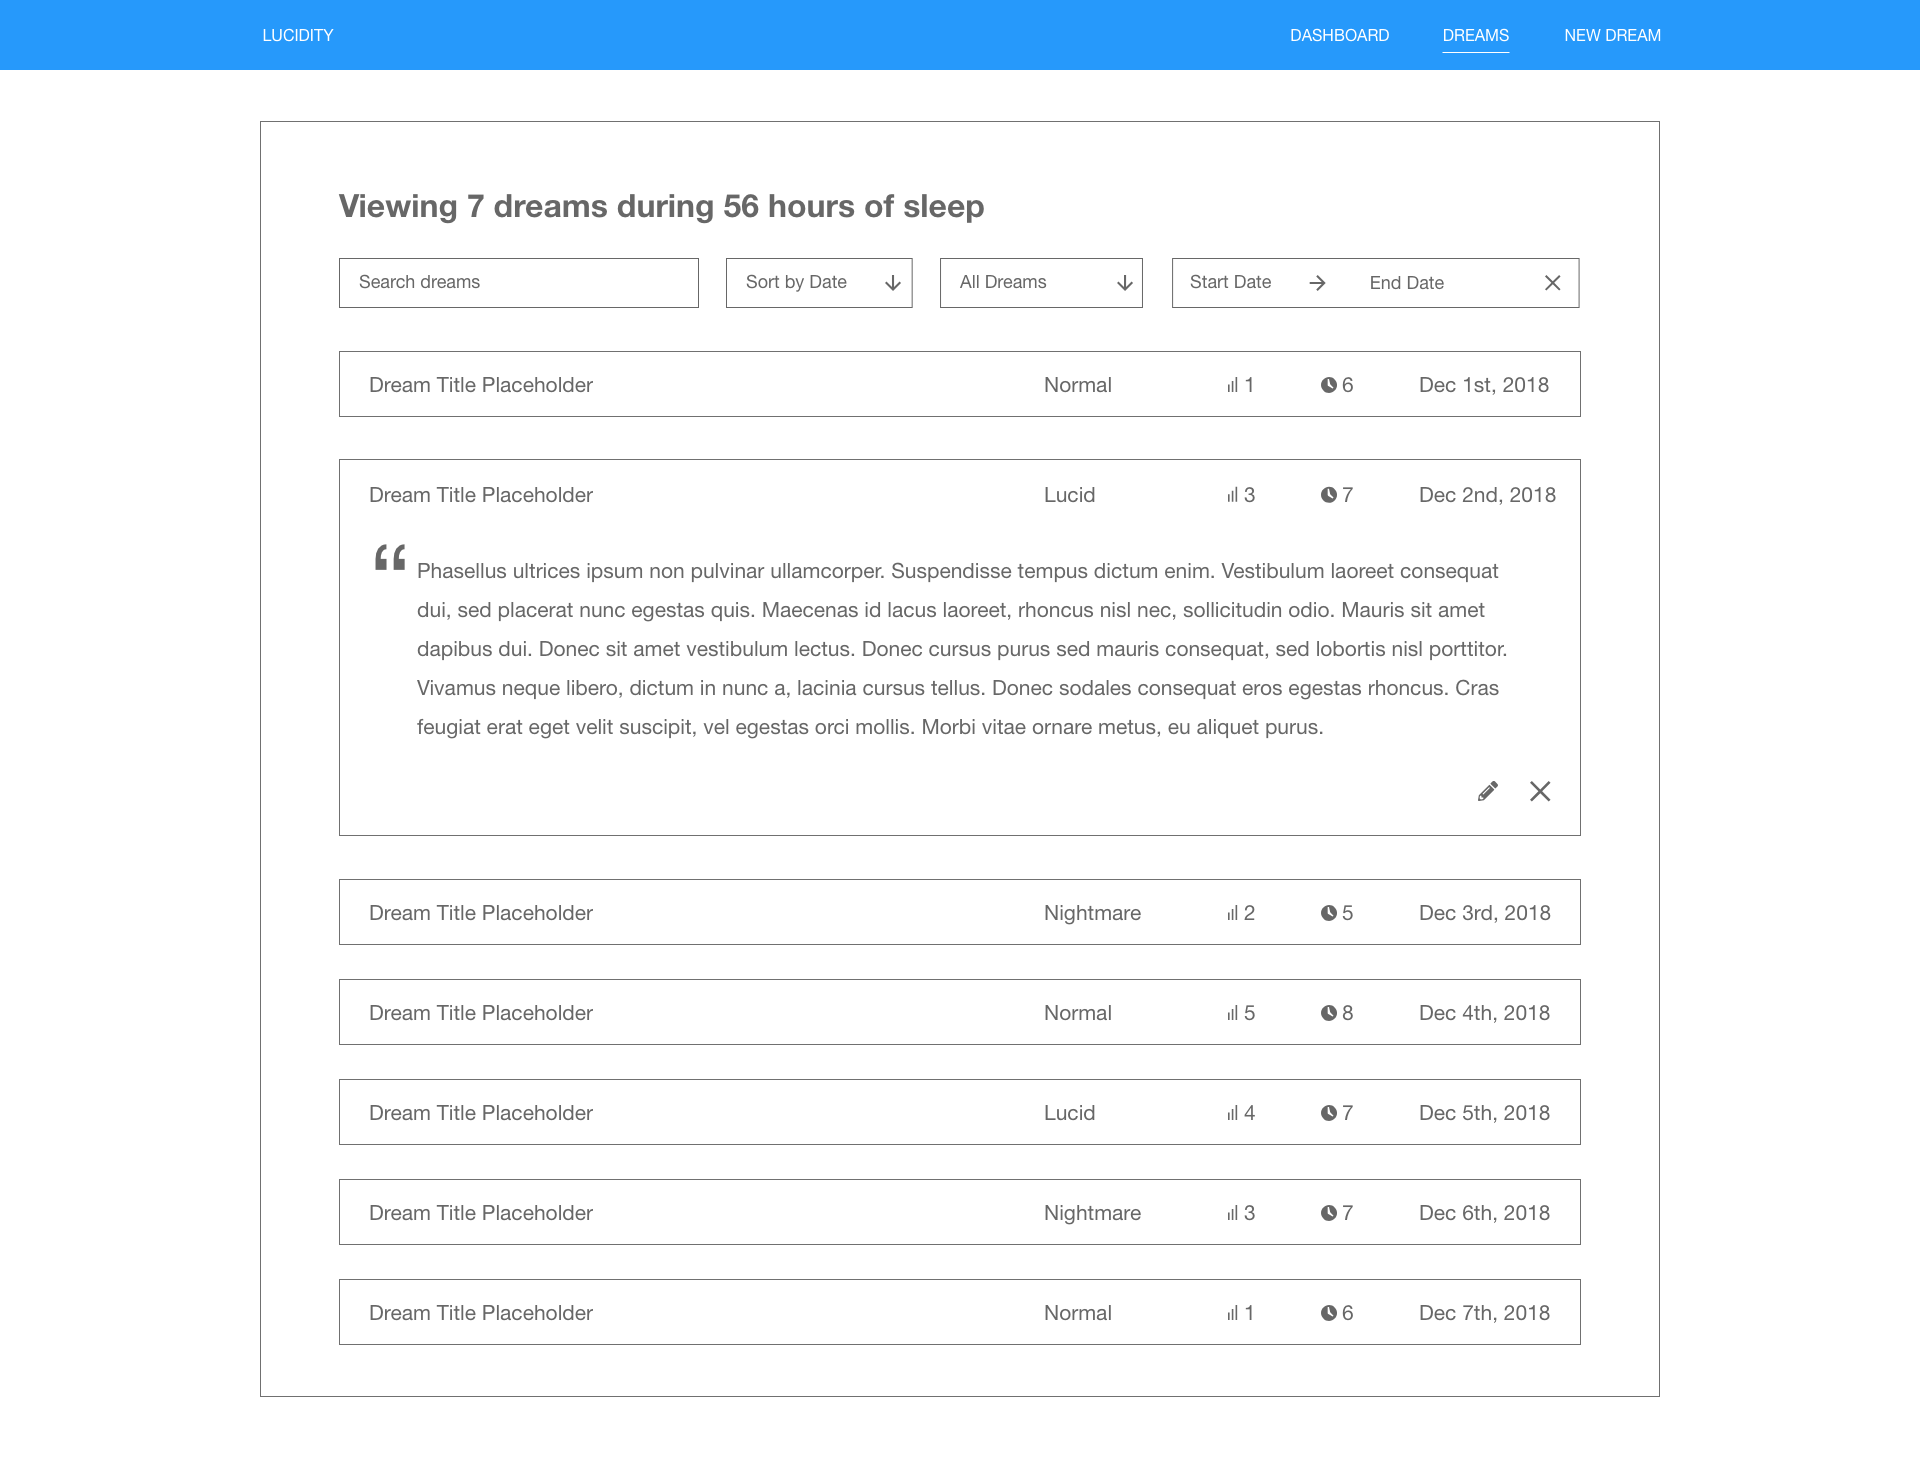 LUCIDITY DASHBOARD DREAMS NEW DREAM
Viewing 7 dreams during 56 hours of sleep
Search dreams Sort by Date All Dreams Start Date End Date
Dream Title Placeholder Normal 1 6 Dec 1st, 2018
Dream Title Placeholder Lucid 3 7 Dec 2nd, 2018
“ Phasellus ultrices ipsum non pulvinar ullamcorper. Suspendisse tempus dictum enim. Vestibulum laoreet consequat
dui, sed placerat nunc egestas quis. Maecenas id lacus laoreet, rhoncus nisl nec, sollicitudin odio. Mauris sit amet
dapibus dui. Donec sit amet vestibulum lectus. Donec cursus purus sed mauris consequat, sed lobortis nisl porttitor.
Vivamus neque libero, dictum in nunc a, lacinia cursus tellus. Donec sodales consequat eros egestas rhoncus. Cras
feugiat erat eget velit suscipit, vel egestas orci mollis. Morbi vitae ornare metus, eu aliquet purus.
Dream Title Placeholder Nightmare 2 5 Dec 3rd, 2018
Dream Title Placeholder Normal 5 8 Dec 4th, 2018
Dream Title Placeholder Lucid 4 7 Dec 5th, 2018
Dream Title Placeholder Nightmare 3 7 Dec 6th, 2018
Dream Title Placeholder Normal 1 6 Dec 7th, 2018